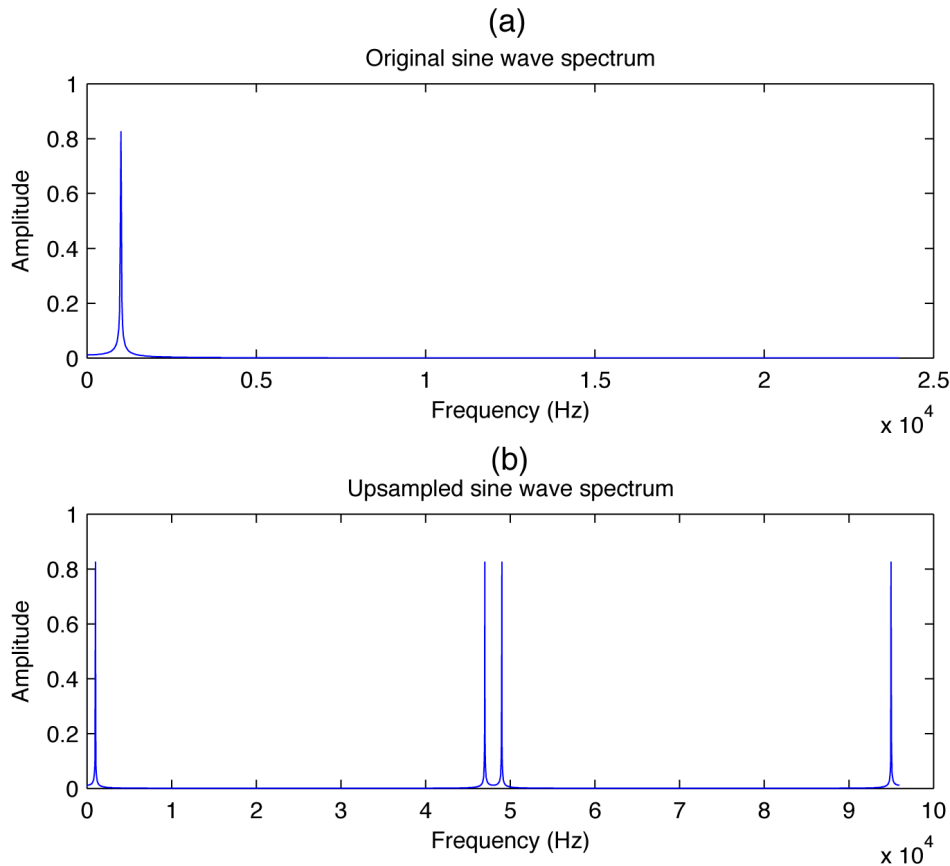 (a)
Original sine wave spectrum
1
0.8
0.6
0.4
0.2
0
Amplitude
0 0.5 1 1.5 2 2.5
Frequency (Hz)
x 10^4
(b)
Upsampled sine wave spectrum
1
0.8
0.6
0.4
0.2
0
Amplitude
0 1 2 3 4 5 6 7 8 9 10
Frequency (Hz)
x 10^4